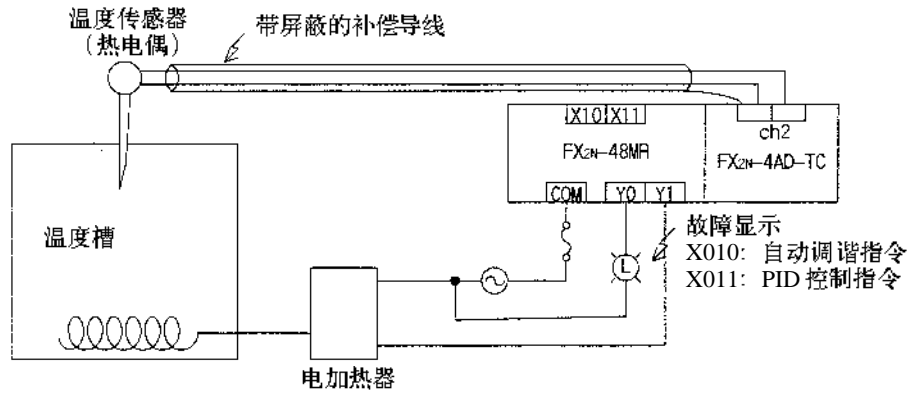 温度传感器
（热电偶）
带屏蔽的补偿导线
X10 X11
ch2
FX2N-48MR
FX2N-4AD-TC
COM
Y0
Y1
温度槽
故障显示
X010：自动调谐指令
X011：PID 控制指令
L
电加热器